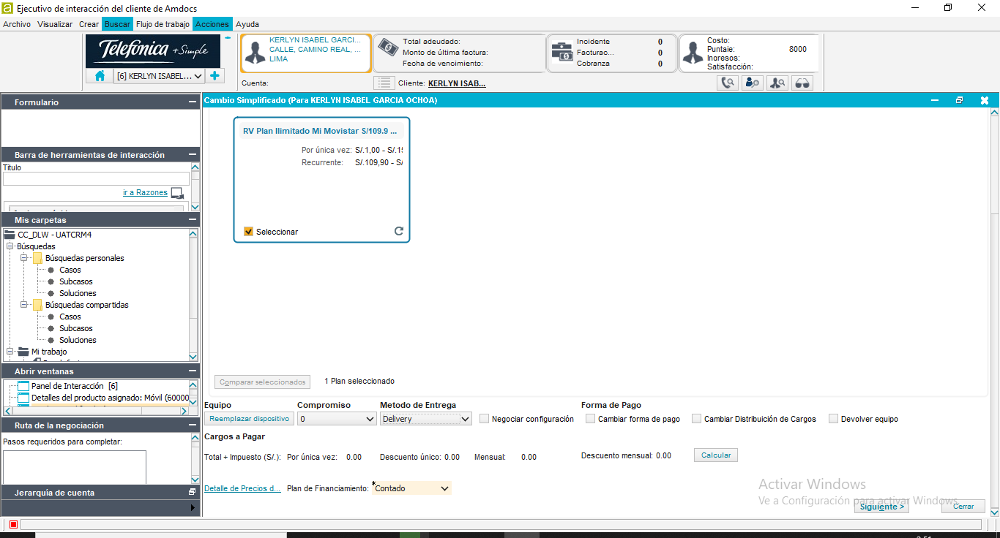 Ejecutivo de interacción del cliente de Amdocs
Archivo Visualizar Crear Buscar Flujo de trabajo Acciones Ayuda
Telefónica +Simple
[6] KERLYN ISABEL...
KERLYN ISABEL GARCI...
CALLE, CAMINO REAL, ...
LIMA
Total adeudado:
Monto de última factura:
Fecha de vencimiento:
Incidente 0
Facturac... 0
Cobranza 0
Costo:
Puntaie: 8000
Inoresos:
Satisfacción:
Cuenta:
Cliente: KERLYN ISAB...
Formulario
Barra de herramientas de interacción
Titulo
ir a Razones
Mis carpetas
CC_DLW - UATCRM4
Búsquedas
Búsquedas personales
Casos
Subcasos
Soluciones
Búsquedas compartidas
Casos
Subcasos
Soluciones
Mi trabajo
Abrir ventanas
Panel de Interacción [6]
Detalles del producto asignado: Móvil (60000
Ruta de la negociación
Pasos requeridos para completar:
Jerarquía de cuenta
Cambio Simplificado (Para KERLYN ISABEL GARCIA OCHOA)
RV Plan Ilimitado Mi Movistar S/109.9 ...
Por única vez: S/.1,00 - S/.15
Recurrente: S/.109,90 - S/
Seleccionar
Comparar seleccionados 1 Plan seleccionado
Equipo Compromiso Metodo de Entrega Forma de Pago
Reemplazar dispositivo 0 Delivery Negociar configuración Cambiar forma de pago Cambiar Distribuición de Cargos Devolver equipo
Cargos a Pagar
Total + Impuesto (S/.): Por única vez: 0.00 Descuento único: 0.00 Mensual: 0.00 Descuento mensual: 0.00 Calcular
Detalle de Precios d... Plan de Financiamiento: *Contado
Activar Windows
Ve a Configuración para activar Windows.
Siguiente > Cerrar